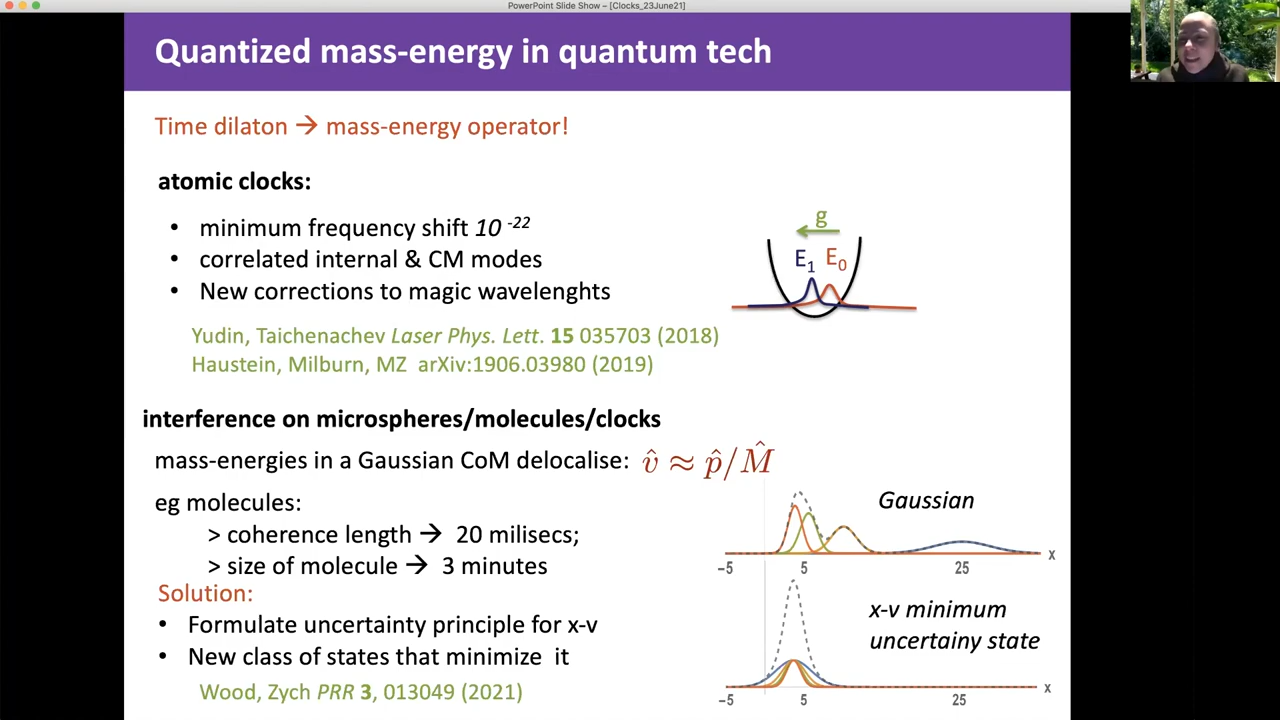 PowerPoint Slide Show – [Clocks_23June21]
Quantized mass-energy in quantum tech
Time dilaton → mass-energy operator!
atomic clocks:
• minimum frequency shift 10 -22
• correlated internal & CM modes
• New corrections to magic wavelenghts
Yudin, Taichenachev Laser Phys. Lett. 15 035703 (2018)
Haustein, Milburn, MZ arXiv:1906.03980 (2019)
g
E1 E0
interference on microspheres/molecules/clocks
mass-energies in a Gaussian CoM delocalise: v̂ ≈ p̂/M̂
eg molecules:
> coherence length → 20 milisecs;
> size of molecule → 3 minutes
Solution:
• Formulate uncertainty principle for x-v
• New class of states that minimize it
Wood, Zych PRR 3, 013049 (2021)
Gaussian
x
−5 5 25
x-v minimum
uncertainy state
x
−5 5 25